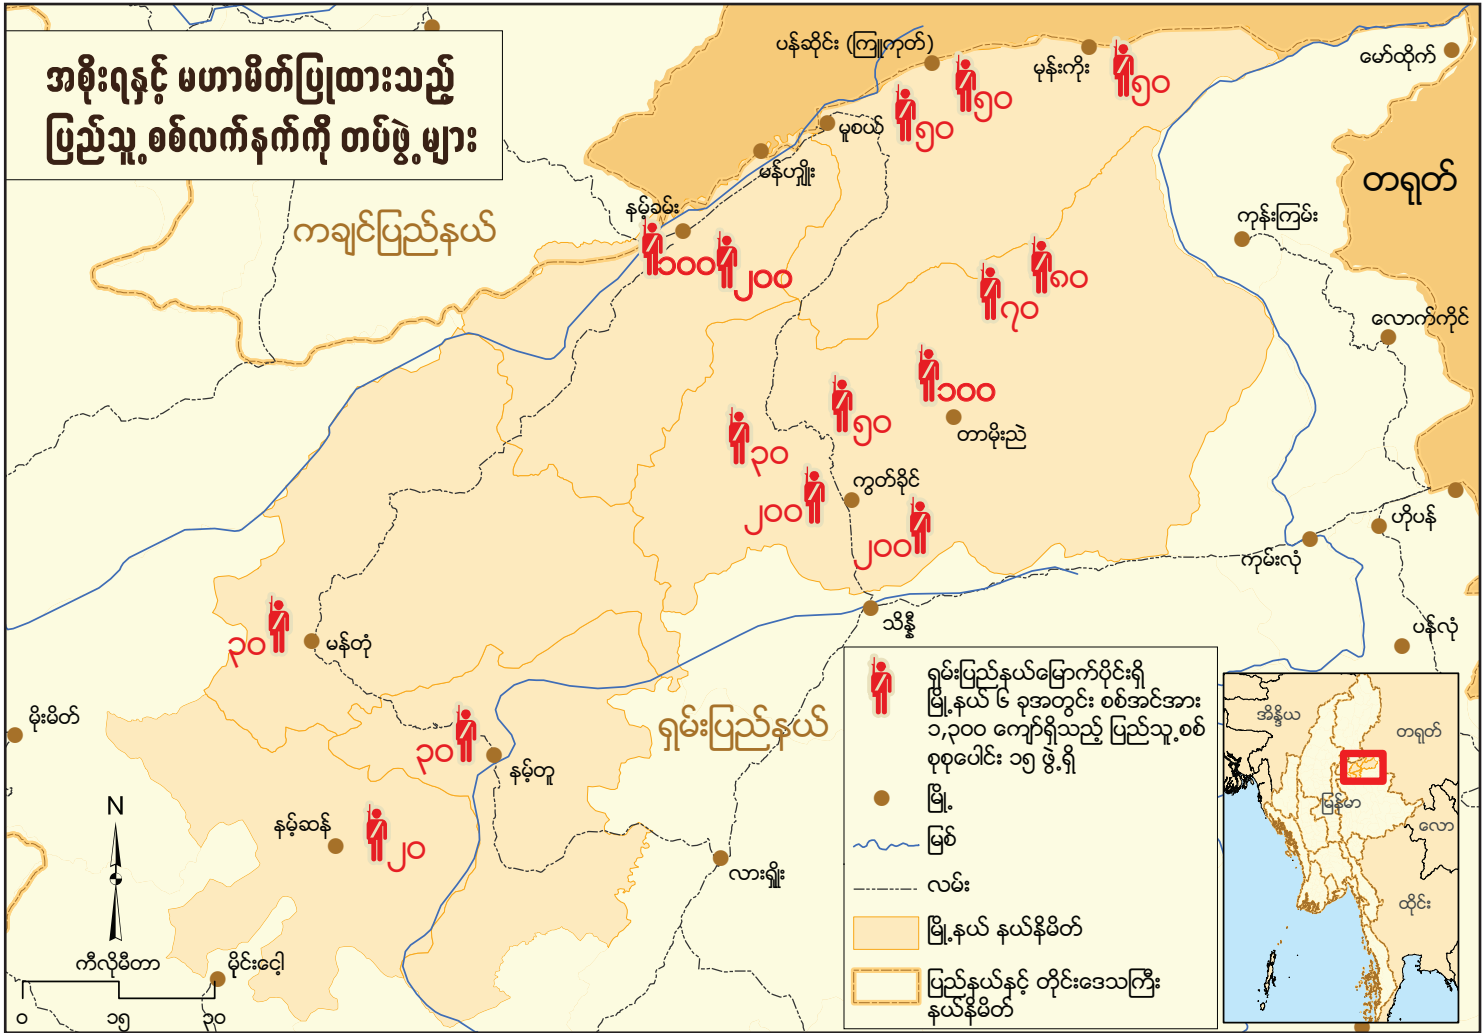 အစိုးရနှင့် မဟာမိတ်ပြုထားသည့်
ပြည်သူ့စစ်လက်နက်ကိုင် တပ်ဖွဲ့များ
ပန်ဆိုင်း (ကြူကုတ်)
မုန်းကိုး
မော်ထိုက်
၅၀
၅၀
၅၀
မူစယ်
မန်ဟျှိုး
တရုတ်
ကချင်ပြည်နယ်
နမ့်ခမ်း
၁၀၀
၂၀၀
ကုန်းကြမ်း
၈၀
၇၀
လောက်ကိုင်
၁၀၀
၅၀
တာမိုးညဲ
၃၀
ကွတ်ခိုင်
၂၀၀
၂၀၀
ဟိုပန်
ကုမ်းလုံ
သိန္နီ
ပန်လုံ
၃၀
မန်တုံ
မိုးမိတ်
ရှမ်းပြည်နယ်
၃၀
နမ့်တူ
နမ့်ဆန်
၂၀
လားရှိုး
မိုင်းငေါ့
N
ကီလိုမီတာ
၀ ၁၅ ၃၀
ရှမ်းပြည်နယ်မြောက်ပိုင်းရှိ
မြို့နယ် ၆ ခုအတွင်း စစ်အင်အား
၁,၃၀၀ ကျော်ရှိသည့် ပြည်သူ့စစ်
စုစုပေါင်း ၁၅ ဖွဲ့ရှိ
မြို့
မြစ်
လမ်း
မြို့နယ် နယ်နိမိတ်
ပြည်နယ်နှင့် တိုင်းဒေသကြီး
နယ်နိမိတ်
အိန္ဒိယ
တရုတ်
မြန်မာ
လာော
ထိုင်း